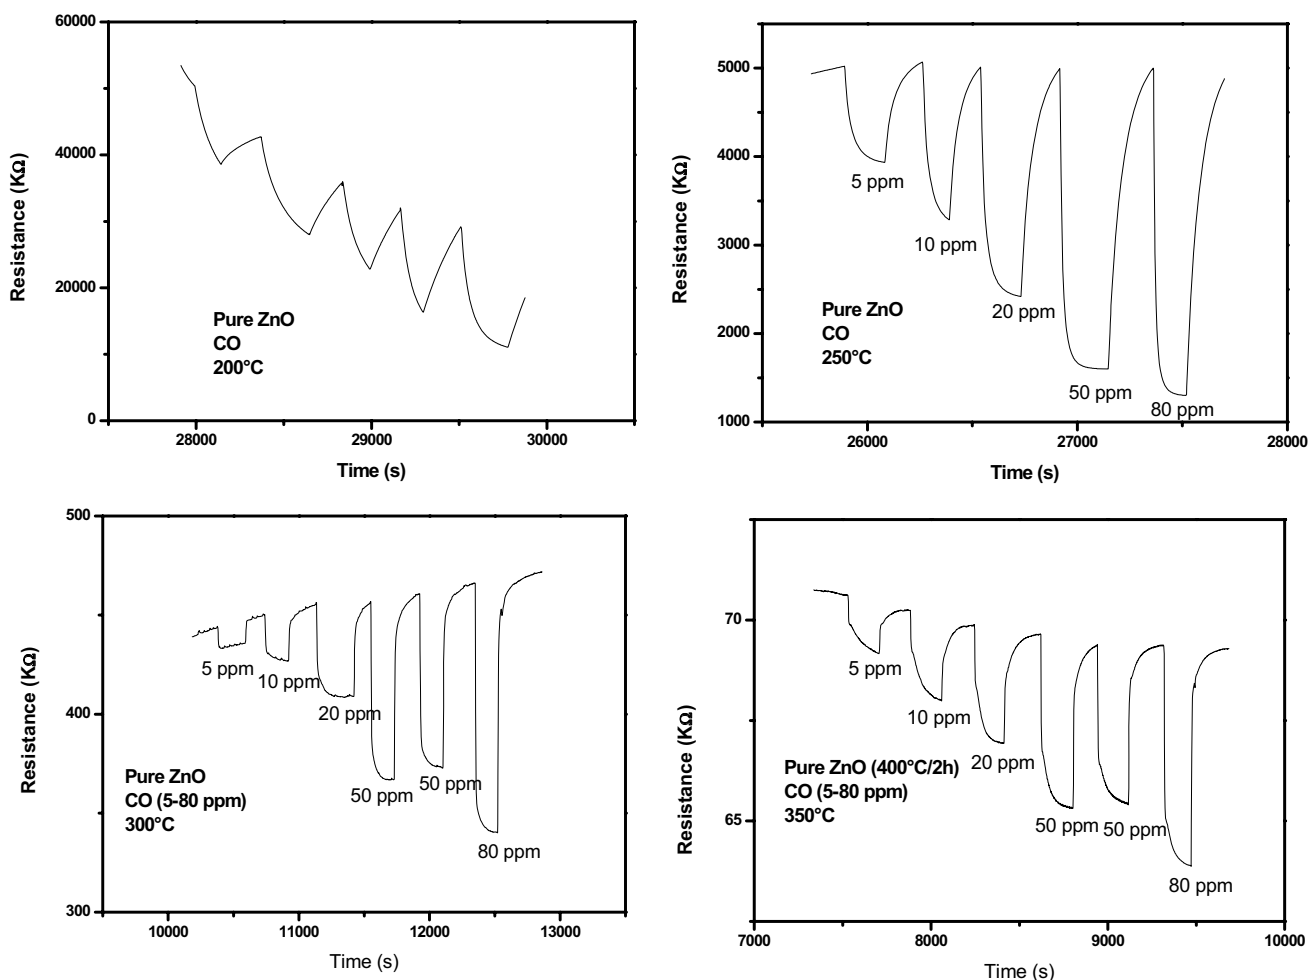 60000
40000
20000
0
Resistance (KΩ)
Pure ZnO
CO
200°C
28000 29000 30000
Time (s)
5000
4000
3000
2000
1000
Resistance (KΩ)
5 ppm
10 ppm
20 ppm
50 ppm
80 ppm
Pure ZnO
CO
250°C
26000 27000 28000
Time (s)
500
400
300
Resistance (KΩ)
5 ppm
10 ppm
20 ppm
50 ppm
50 ppm
80 ppm
Pure ZnO
CO (5-80 ppm)
300°C
10000 11000 12000 13000
Time (s)
70
65
Resistance (KΩ)
5 ppm
10 ppm
20 ppm
50 ppm 50 ppm
80 ppm
Pure ZnO (400°C/2h)
CO (5-80 ppm)
350°C
7000 8000 9000 10000
Time (s)